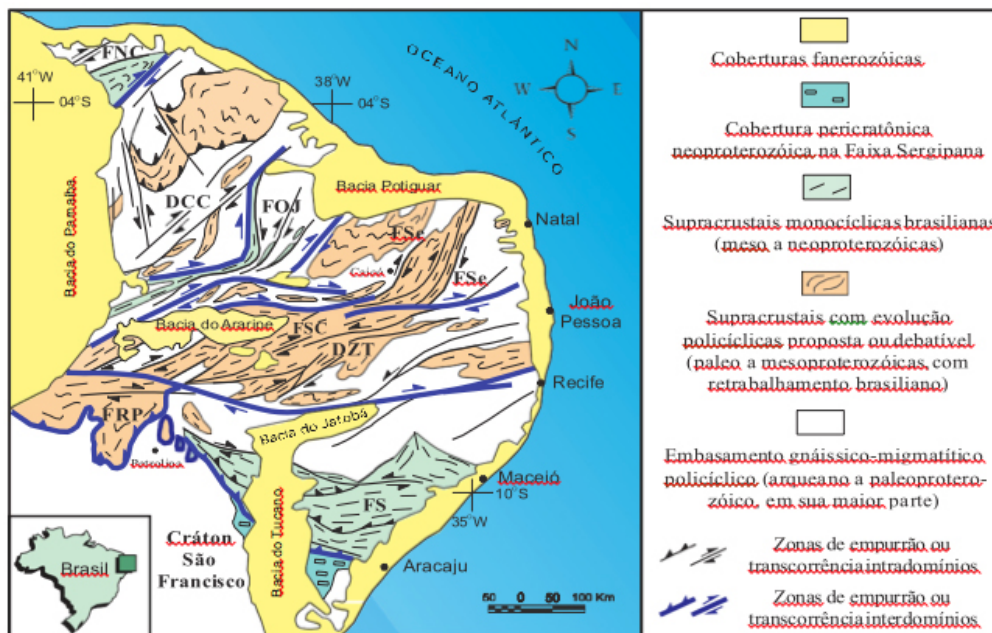 FNC
41°W
04°S
38°W
04°S
OCEANO ATLÂNTICO
N
W
E
S
Bacia do Parnaíba
DCC
FOJ
Bacia Potiguar
Natal
FSe
Caicó
FSe
João
Pessoa
Bacia do Araripe
FSC
DZT
Recife
FRP
Bacia do Jatobá
Petrolina
Maceió
10°S
35°W
FS
Bacia do Tucano
Cráton
São
Francisco
Aracaju
Brasil
50 0 50 100 Km
Coberturas fanerozóicas
Cobertura pericratônica
neoproterozóica na Faixa Sergipana
Supracrustais monocíclicas brasilianas
(meso a neoproterozóicas)
Supracrustais com evolução
policíclicas proposta ou debatível
(paleo a mesoproterozóicas com
retrabalhamento brasiliano)
Embasamento gnáissico-migmatítico
policíclico (arqueano a paleoprotero-
zóico, em sua maior parte)
Zonas de empurrão ou
transcorrência intradomínios
Zonas de empurrão ou
transcorrência interdomínios